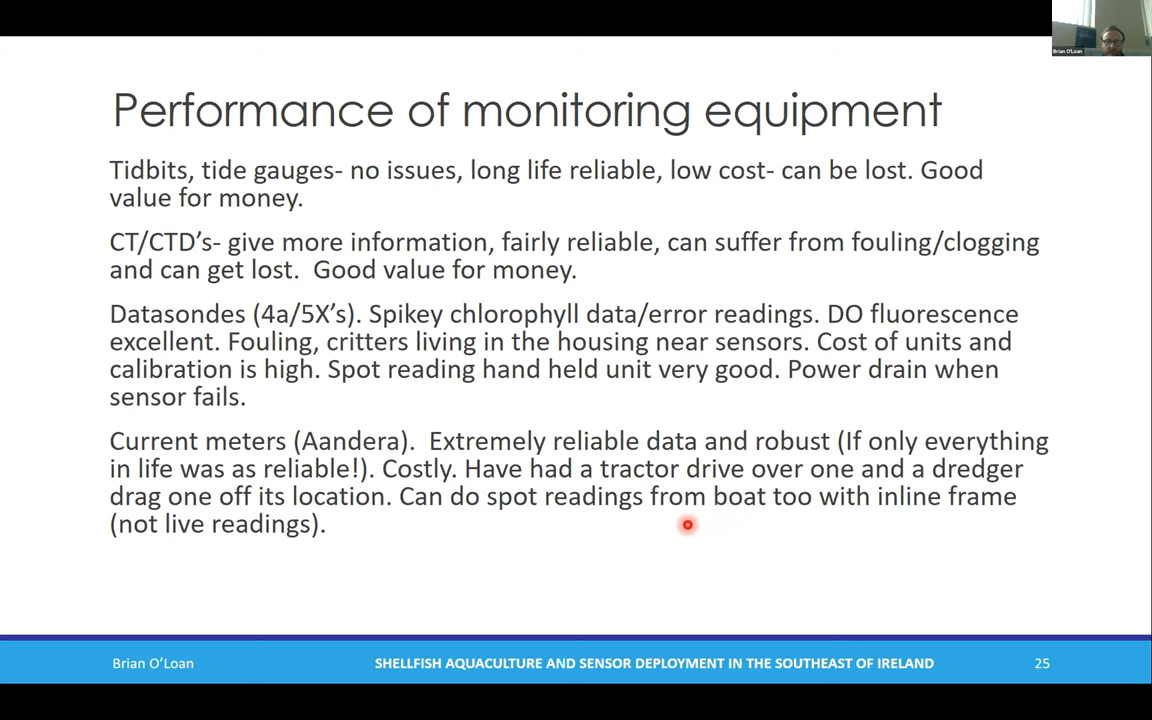 Brian O'Loan
Performance of monitoring equipment
Tidbits, tide gauges- no issues, long life reliable, low cost- can be lost. Good
value for money.
CT/CTD's- give more information, fairly reliable, can suffer from fouling/clogging
and can get lost.  Good value for money.
Datasondes (4a/5X's). Spikey chlorophyll data/error readings. DO fluorescence
excellent. Fouling, critters living in the housing near sensors. Cost of units and
calibration is high. Spot reading hand held unit very good. Power drain when
sensor fails.
Current meters (Aandera).  Extremely reliable data and robust (If only everything
in life was as reliable!). Costly. Have had a tractor drive over one and a dredger
drag one off its location. Can do spot readings from boat too with inline frame
(not live readings).
Brian O'Loan
SHELLFISH AQUACULTURE AND SENSOR DEPLOYMENT IN THE SOUTHEAST OF IRELAND
25